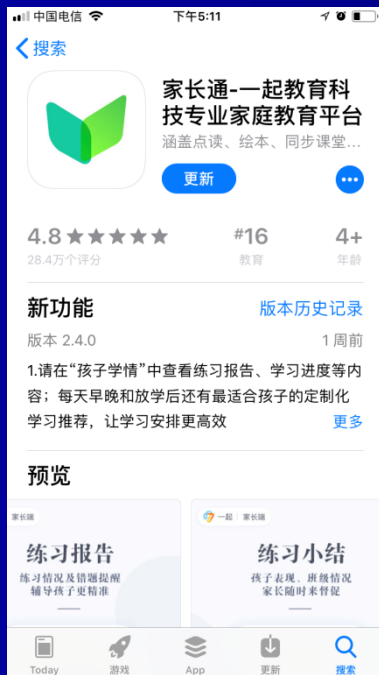 中国电信 下午5:11
搜索
家长通-一起教育科
技专业家庭教育平台
涵盖点读、绘本、同步课堂...
更新
4.8 #16 4+
28.4万个评分 教育 年龄
新功能 版本历史记录
版本 2.4.0 1 周前
1.请在“孩子学情”中查看练习报告、学习进度等内
容；每天早晚和放学后还有最适合孩子的定制化
学习推荐，让学习安排更高效 更多
预览
家长端 一起 家长端
练习报告 练习小结
练习情况及错题提醒 孩子表现、班级情况
辅导孩子更精准 家长随时来督促
Today 游戏 App 更新 搜索